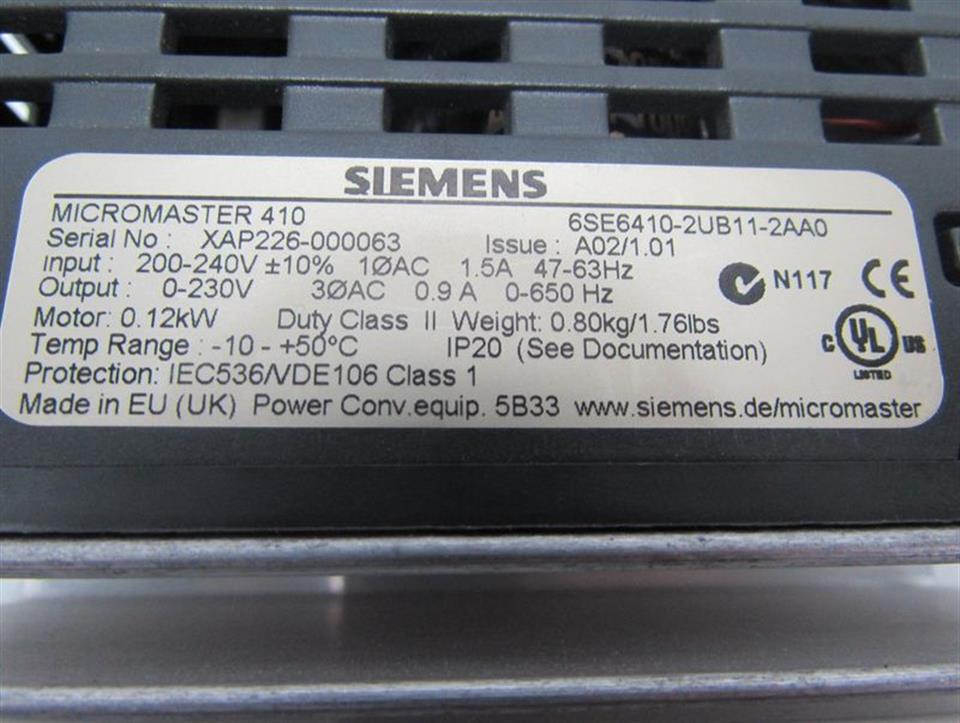 SIEMENS
MICROMASTER 410 6SE6410-2UB11-2AA0
Serial No : XAP226-000063 Issue : A02/1.01
Input : 200-240V ±10% 1ØAC 1.5A 47-63Hz
Output : 0-230V 3ØAC 0.9 A 0-650 Hz
N117 CE
Motor: 0.12kW Duty Class II Weight: 0.80kg/1.76lbs
Temp Range : -10 - +50°C IP20 (See Documentation)
C UL US
LISTED
Protection: IEC536/VDE106 Class 1
Made in EU (UK) Power Conv.equip. 5B33 www.siemens.de/micromaster